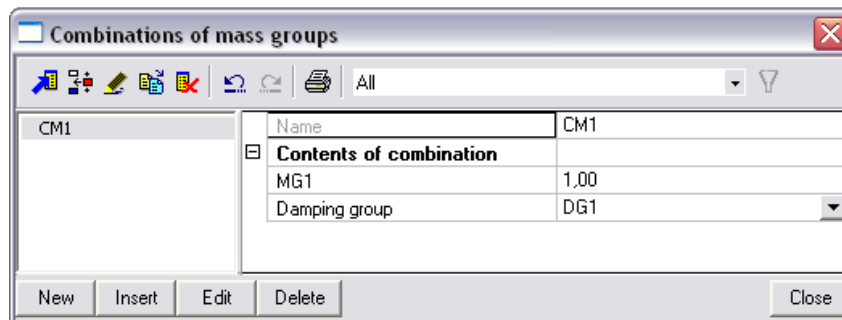 Combinations of mass groups
All
CM1
Name CM1
Contents of combination
MG1 1,00
Damping group DG1
New Insert Edit Delete Close